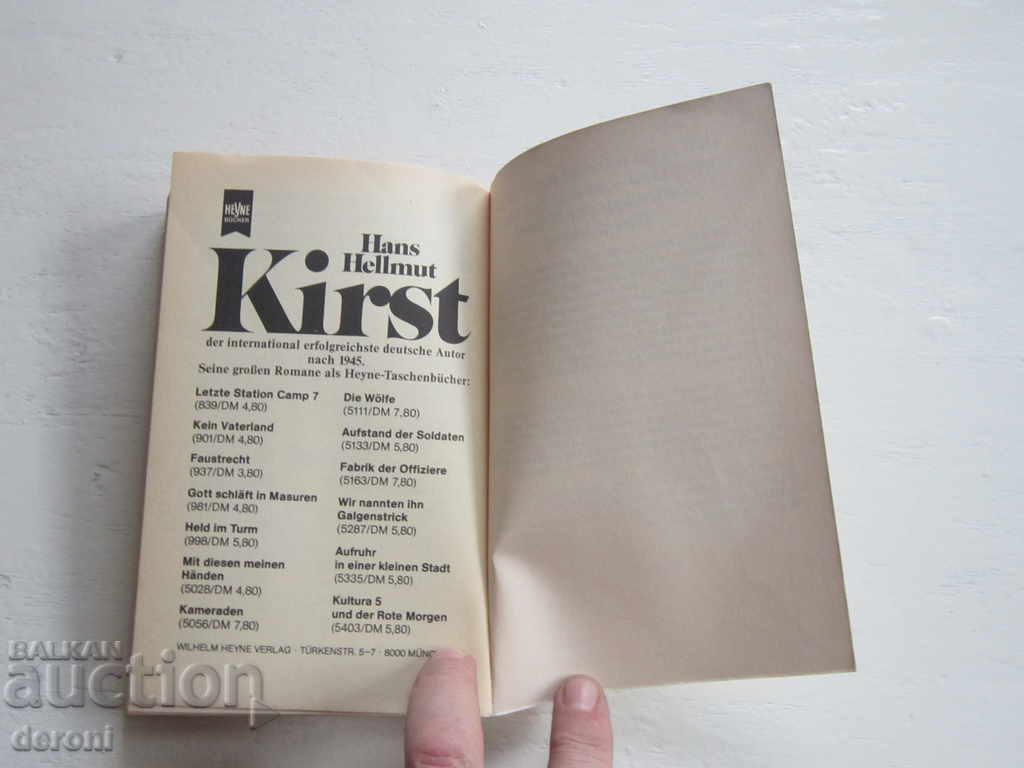 HEYNE
BÜCHER
Hans
Hellmut
Kirst
der international erfolgreichste deutsche Autor
nach 1945.
Seine großen Romane als Heyne-Taschenbücher:
Letzte Station Camp 7
(839/DM 4,80)
Kein Vaterland
(901/DM 4,80)
Faustrecht
(937/DM 3,80)
Gott schläft in Masuren
(981/DM 4,80)
Held im Turm
(998/DM 5,80)
Mit diesen meinen
Händen
(5028/DM 4,80)
Kameraden
(5056/DM 7,80)
Die Wölfe
(5111/DM 7,80)
Aufstand der Soldaten
(5133/DM 5,80)
Fabrik der Offiziere
(5163/DM 7,80)
Wir nannten ihn
Galgenstrick
(5287/DM 5,80)
Aufruhr
in einer kleinen Stadt
(5335/DM 5,80)
Kultura 5
und der Rote Morgen
(5403/DM 5,80)
WILHELM HEYNE VERLAG · TÜRKENSTR. 5–7 · 8000
BALKAN
auction
deroni